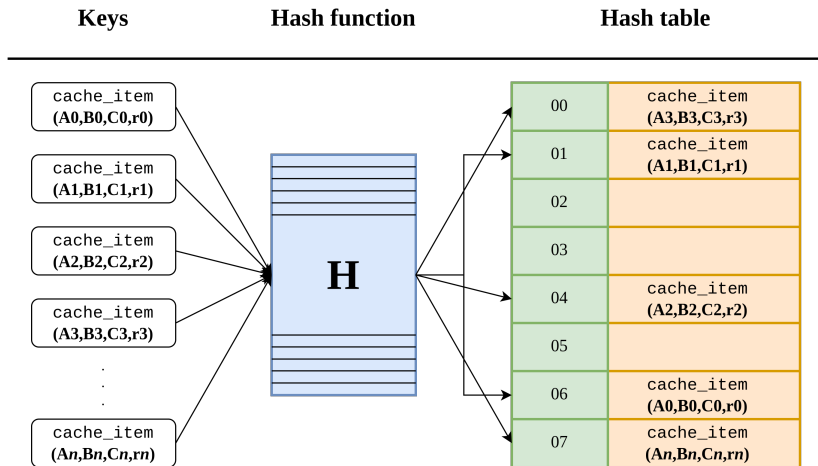 Keys
Hash function
Hash table
cache_item
(A0,B0,C0,r0)
cache_item
(A1,B1,C1,r1)
cache_item
(A2,B2,C2,r2)
cache_item
(A3,B3,C3,r3)
.
.
.
cache_item
(An,Bn,Cn,rn)
H
00
cache_item
(A3,B3,C3,r3)
01
cache_item
(A1,B1,C1,r1)
02
03
04
cache_item
(A2,B2,C2,r2)
05
06
cache_item
(A0,B0,C0,r0)
07
cache_item
(An,Bn,Cn,rn)